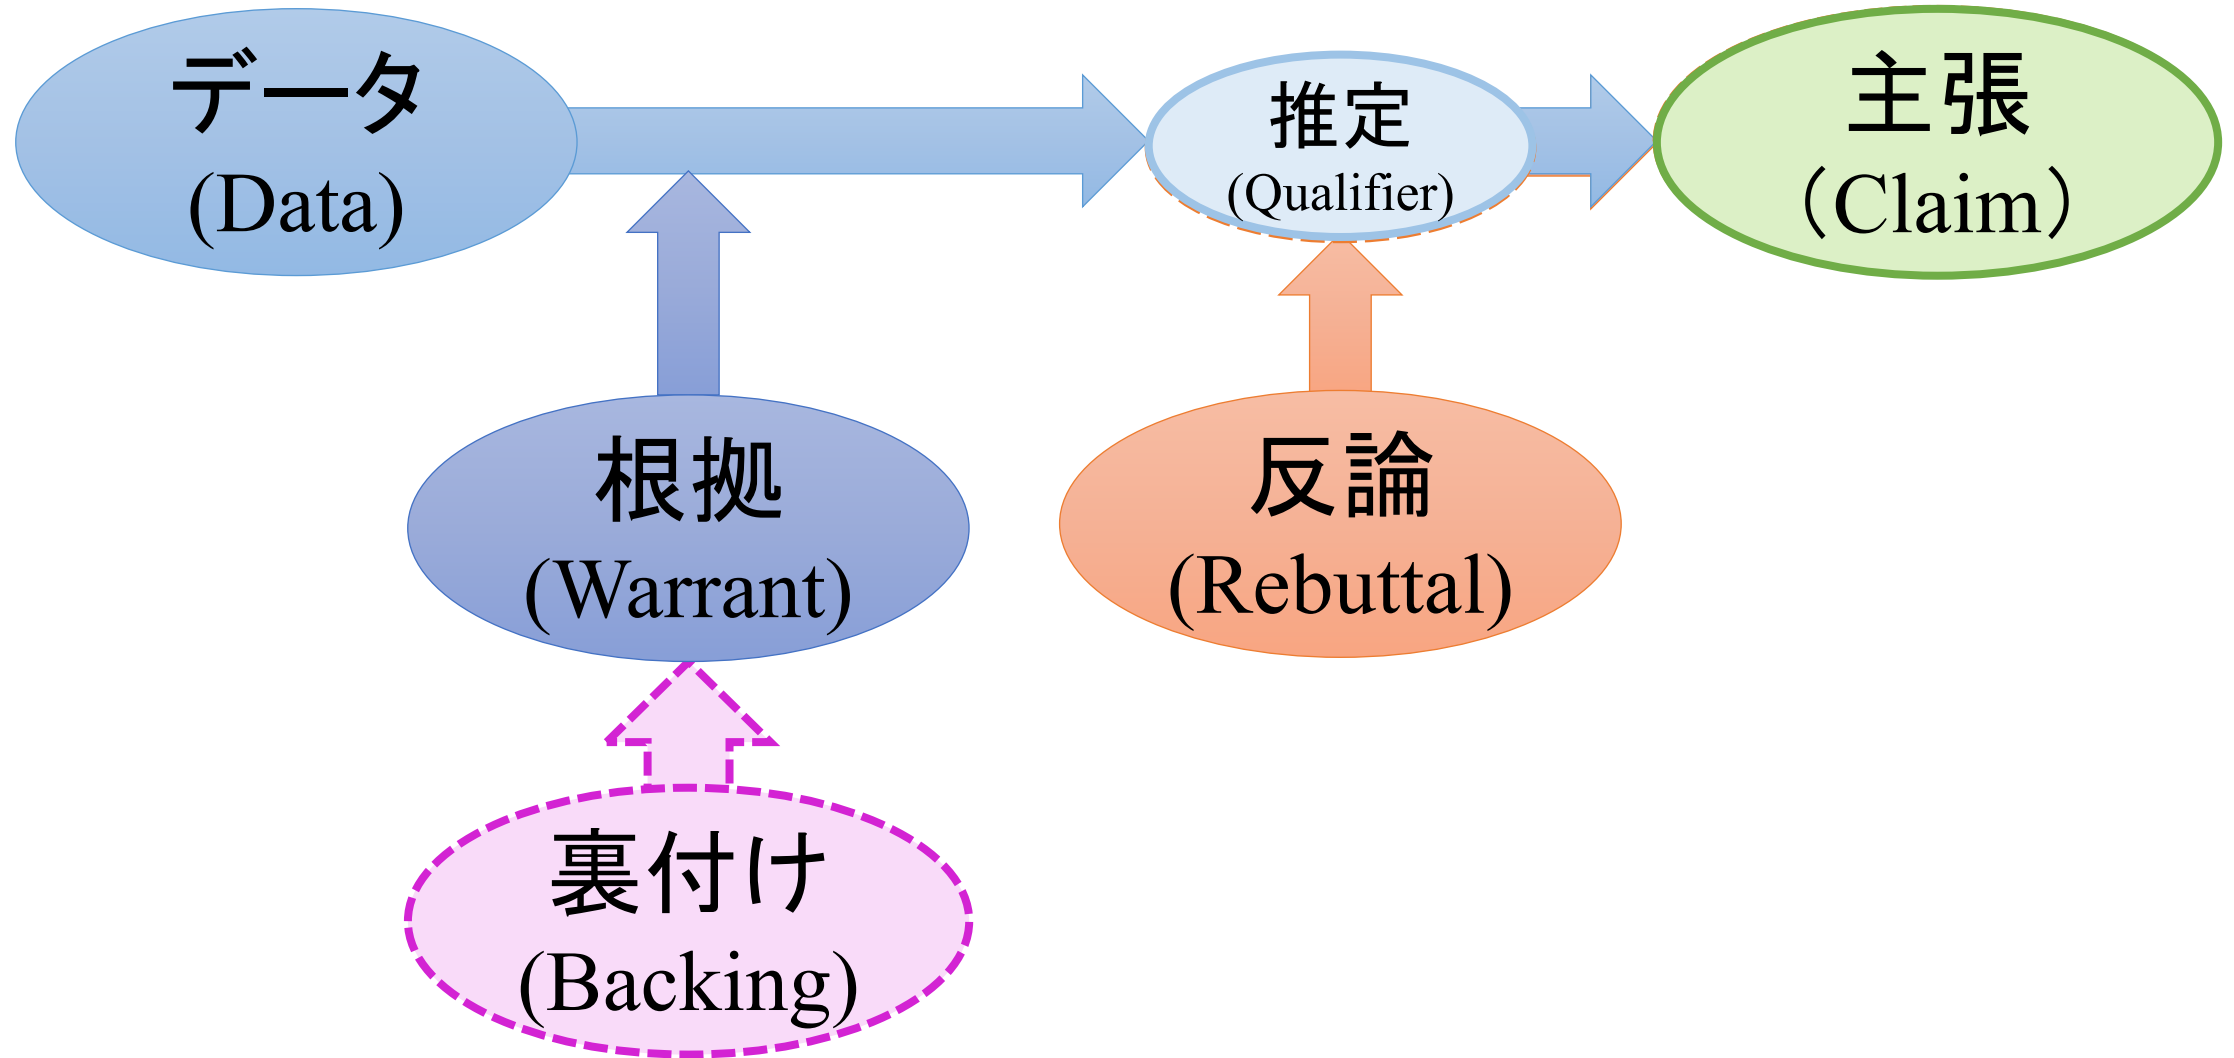 データ
(Data)
推定
(Qualifier)
主張
（Claim）
根拠
(Warrant)
反論
(Rebuttal)
裏付け
(Backing)